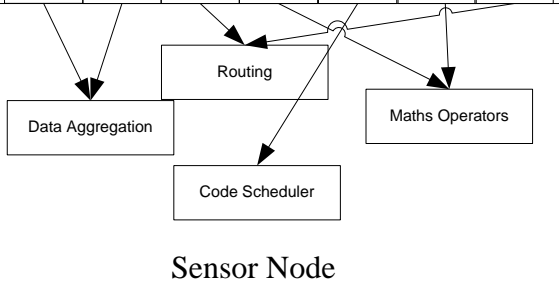 Routing
Data Aggregation
Maths Operators
Code Scheduler
Sensor Node